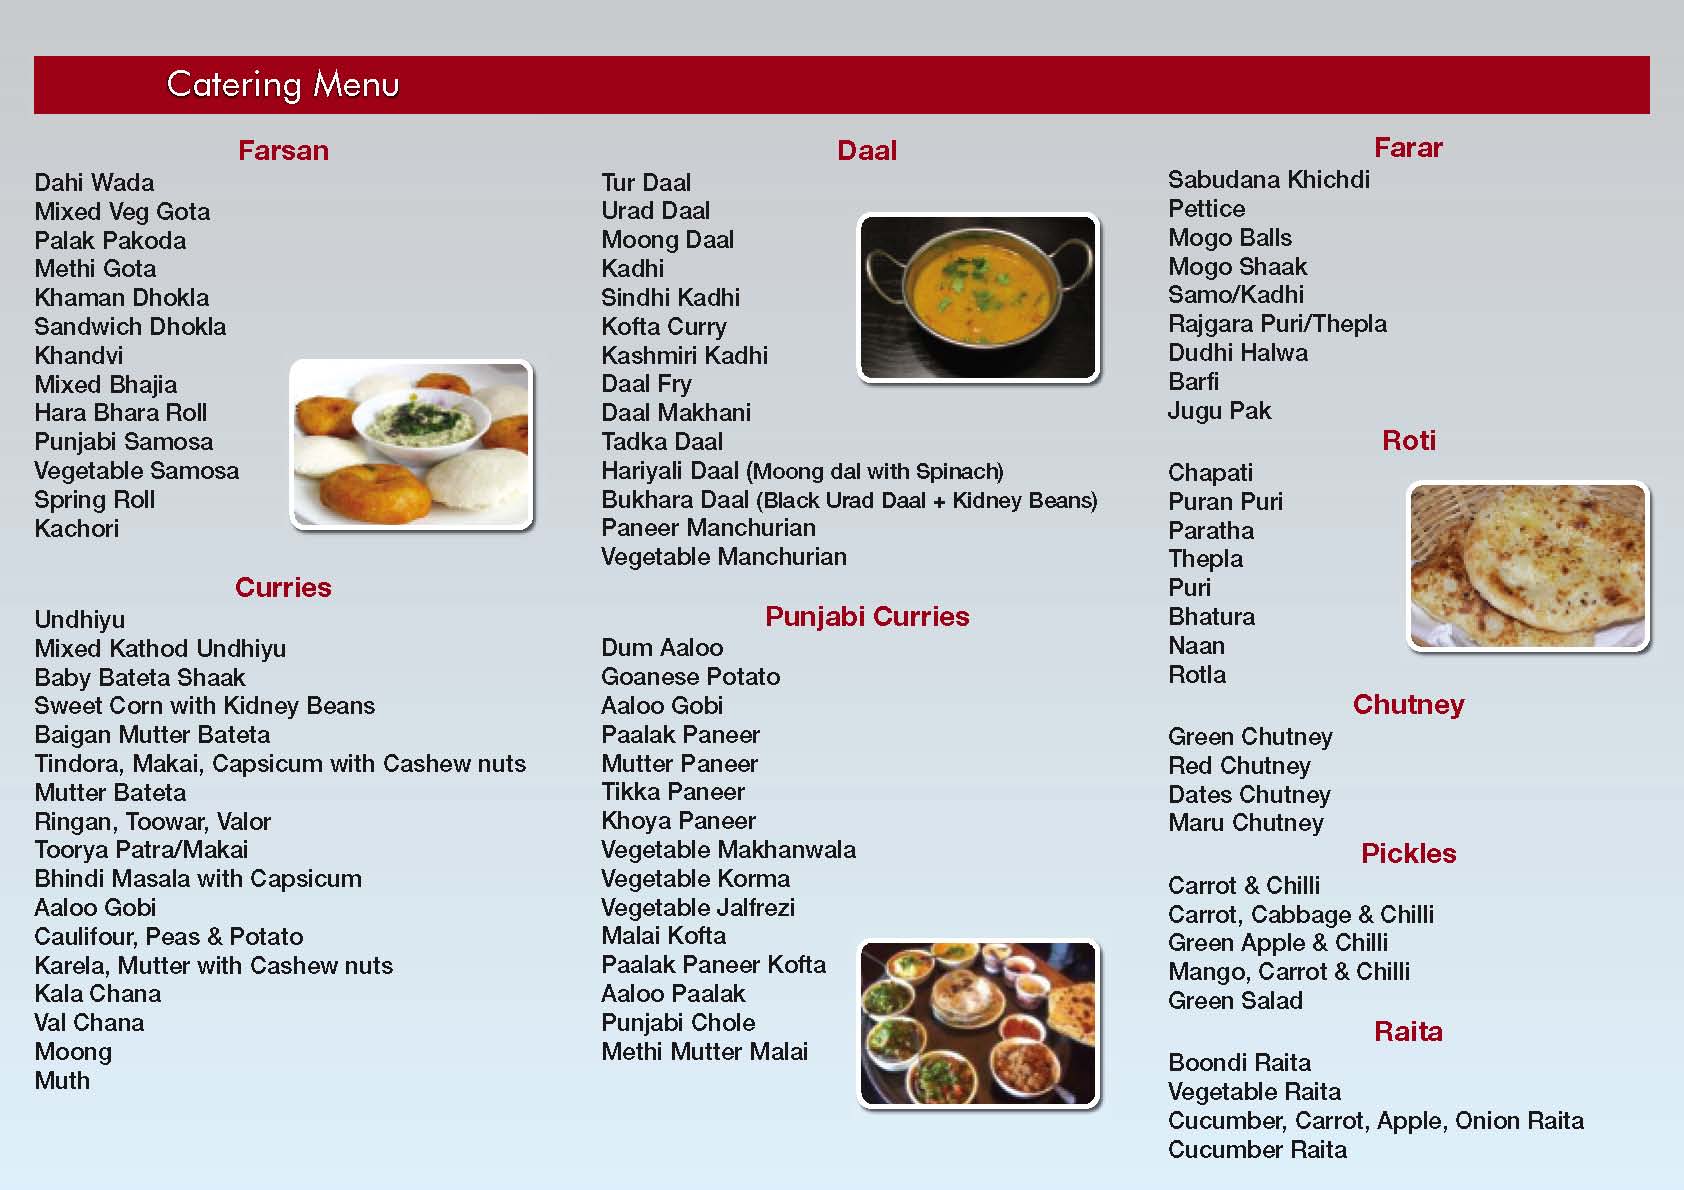 Catering Menu
Farsan
Dahi Wada
Mixed Veg Gota
Palak Pakoda
Methi Gota
Khaman Dhokla
Sandwich Dhokla
Khandvi
Mixed Bhajia
Hara Bhara Roll
Punjabi Samosa
Vegetable Samosa
Spring Roll
Kachori
Curries
Undhiyu
Mixed Kathod Undhiyu
Baby Bateta Shaak
Sweet Corn with Kidney Beans
Baigan Mutter Bateta
Tindora, Makai, Capsicum with Cashew nuts
Mutter Bateta
Ringan, Toowar, Valor
Toorya Patra/Makai
Bhindi Masala with Capsicum
Aaloo Gobi
Caulifour, Peas & Potato
Karela, Mutter with Cashew nuts
Kala Chana
Val Chana
Moong
Muth
Daal
Tur Daal
Urad Daal
Moong Daal
Kadhi
Sindhi Kadhi
Kofta Curry
Kashmiri Kadhi
Daal Fry
Daal Makhani
Tadka Daal
Hariyali Daal (Moong dal with Spinach)
Bukhara Daal (Black Urad Daal + Kidney Beans)
Paneer Manchurian
Vegetable Manchurian
Punjabi Curries
Dum Aaloo
Goanese Potato
Aaloo Gobi
Paalak Paneer
Mutter Paneer
Tikka Paneer
Khoya Paneer
Vegetable Makhanwala
Vegetable Korma
Vegetable Jalfrezi
Malai Kofta
Paalak Paneer Kofta
Aaloo Paalak
Punjabi Chole
Methi Mutter Malai
Farar
Sabudana Khichdi
Pettice
Mogo Balls
Mogo Shaak
Samo/Kadhi
Rajgara Puri/Thepla
Dudhi Halwa
Barfi
Jugu Pak
Roti
Chapati
Puran Puri
Paratha
Thepla
Puri
Bhatura
Naan
Rotla
Chutney
Green Chutney
Red Chutney
Dates Chutney
Maru Chutney
Pickles
Carrot & Chilli
Carrot, Cabbage & Chilli
Green Apple & Chilli
Mango, Carrot & Chilli
Green Salad
Raita
Boondi Raita
Vegetable Raita
Cucumber, Carrot, Apple, Onion Raita
Cucumber Raita